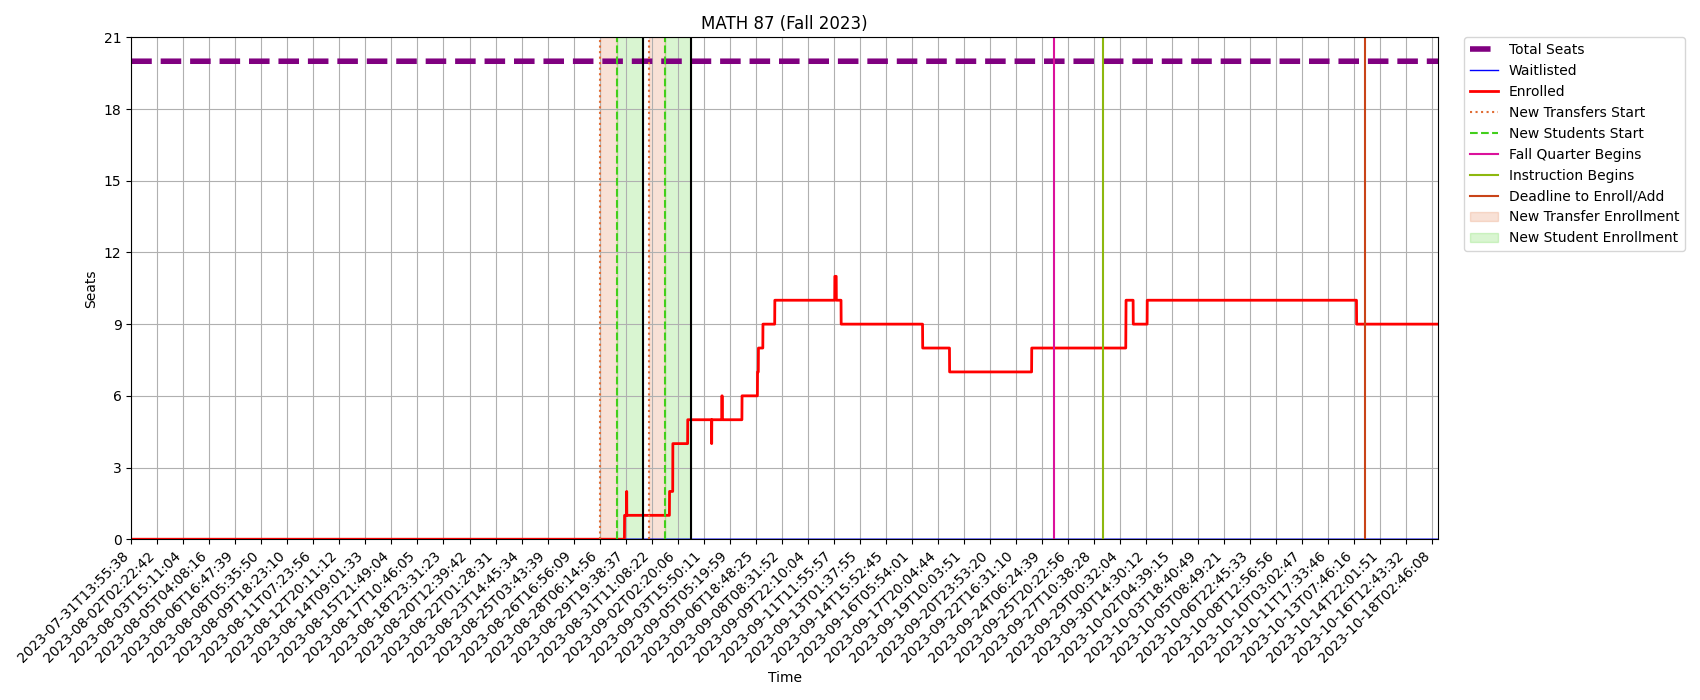 MATH 87 (Fall 2023)
Seats
21
18
15
12
9
6
3
0
2023-07-31T13:55:38
2023-08-02T02:22:42
2023-08-03T15:11:04
2023-08-05T04:08:16
2023-08-06T16:47:39
2023-08-08T05:35:50
2023-08-09T18:23:10
2023-08-11T07:23:56
2023-08-12T20:11:12
2023-08-14T09:01:33
2023-08-15T21:49:04
2023-08-17T10:46:05
2023-08-18T23:31:23
2023-08-20T12:39:42
2023-08-22T01:28:31
2023-08-23T14:45:34
2023-08-25T03:43:39
2023-08-26T16:56:09
2023-08-28T06:14:56
2023-08-29T19:38:37
2023-08-31T11:08:22
2023-09-02T02:20:06
2023-09-03T15:50:11
2023-09-05T05:19:59
2023-09-06T18:48:25
2023-09-08T08:31:52
2023-09-09T22:10:04
2023-09-11T11:55:57
2023-09-13T01:37:55
2023-09-14T15:52:45
2023-09-16T05:54:01
2023-09-17T20:04:44
2023-09-19T10:03:51
2023-09-20T23:53:20
2023-09-22T16:31:10
2023-09-24T06:24:39
2023-09-25T20:22:56
2023-09-27T10:38:28
2023-09-29T00:32:04
2023-09-30T14:30:12
2023-10-02T04:39:15
2023-10-03T18:40:49
2023-10-05T08:49:21
2023-10-06T22:45:33
2023-10-08T12:56:56
2023-10-10T03:02:47
2023-10-11T17:33:46
2023-10-13T07:46:16
2023-10-14T22:01:51
2023-10-16T12:43:32
2023-10-18T02:46:08
Time
Total Seats
Waitlisted
Enrolled
New Transfers Start
New Students Start
Fall Quarter Begins
Instruction Begins
Deadline to Enroll/Add
New Transfer Enrollment
New Student Enrollment